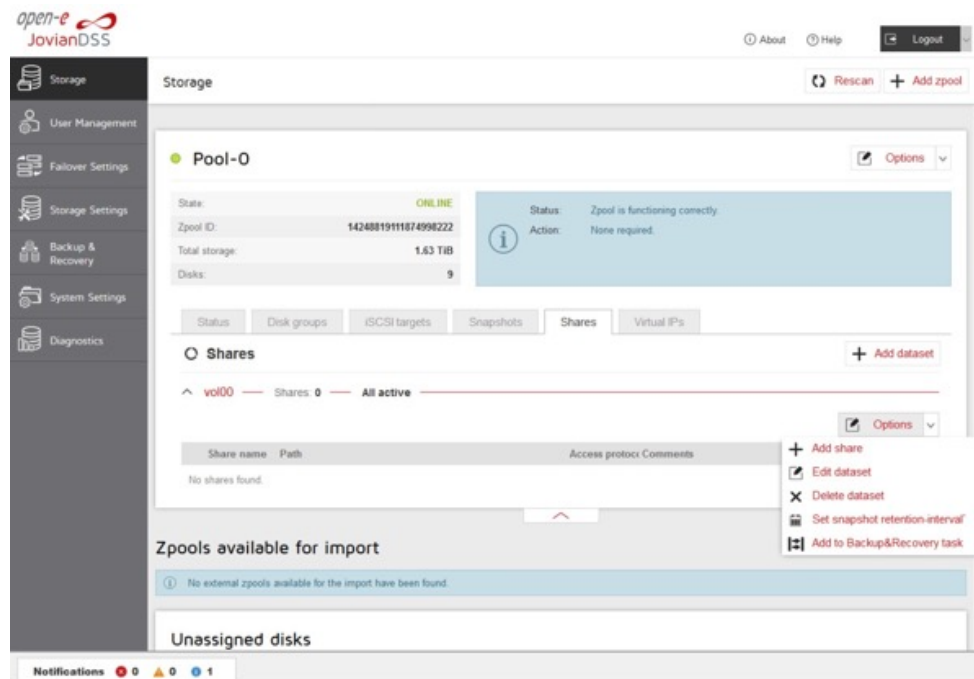 open-e
JovianDSS
About Help Logout
Storage
User Management
Failover Settings
Storage Settings
Backup &
Recovery
System Settings
Diagnostics
Storage
Rescan Add zpool
Pool-0
Options
State: ONLINE
Zpool ID: 14248819111874998222
Total storage: 1.63 TiB
Disks: 9
Status: Zpool is functioning correctly.
Action: None required.
Status Disk groups iSCSI targets Snapshots Shares Virtual IPs
Shares
Add dataset
vol00 Shares: 0 All active
Options
Share name Path Access protocc Comments
No shares found.
Add share
Edit dataset
Delete dataset
Set snapshot retention-interval
Add to Backup&Recovery task
Zpools available for import
No external zpools available for the import have been found.
Unassigned disks
Notifications 0 0 1